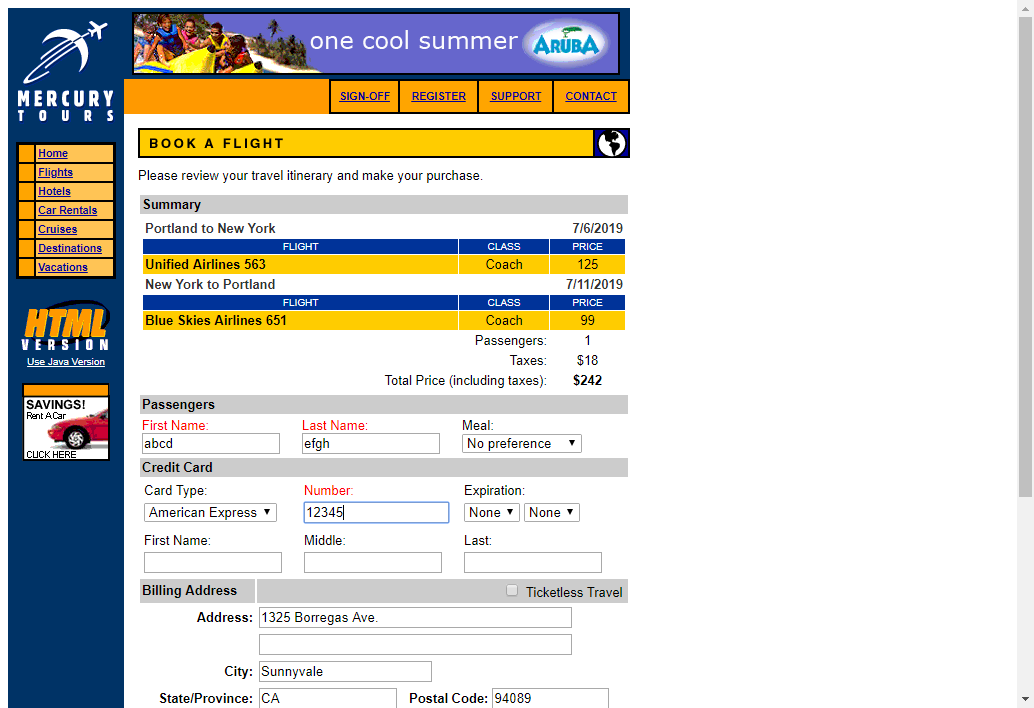 one cool summer ARUBA
MERCURY
TOURS
SIGN-OFF REGISTER SUPPORT CONTACT
Home
Flights
Hotels
Car Rentals
Cruises
Destinations
Vacations
HTML
VERSION
Use Java Version
SAVINGS!
Rent A Car
CLICK HERE
BOOK A FLIGHT
Please review your travel itinerary and make your purchase.
Summary
Portland to New York 7/6/2019
FLIGHT CLASS PRICE
Unified Airlines 563 Coach 125
New York to Portland 7/11/2019
FLIGHT CLASS PRICE
Blue Skies Airlines 651 Coach 99
Passengers: 1
Taxes: $18
Total Price (including taxes): $242
Passengers
First Name: Last Name: Meal:
abcd efgh No preference
Credit Card
Card Type: Number: Expiration:
American Express 12345 None None
First Name: Middle: Last:
Billing Address Ticketless Travel
Address: 1325 Borregas Ave.
City: Sunnyvale
State/Province: CA Postal Code: 94089